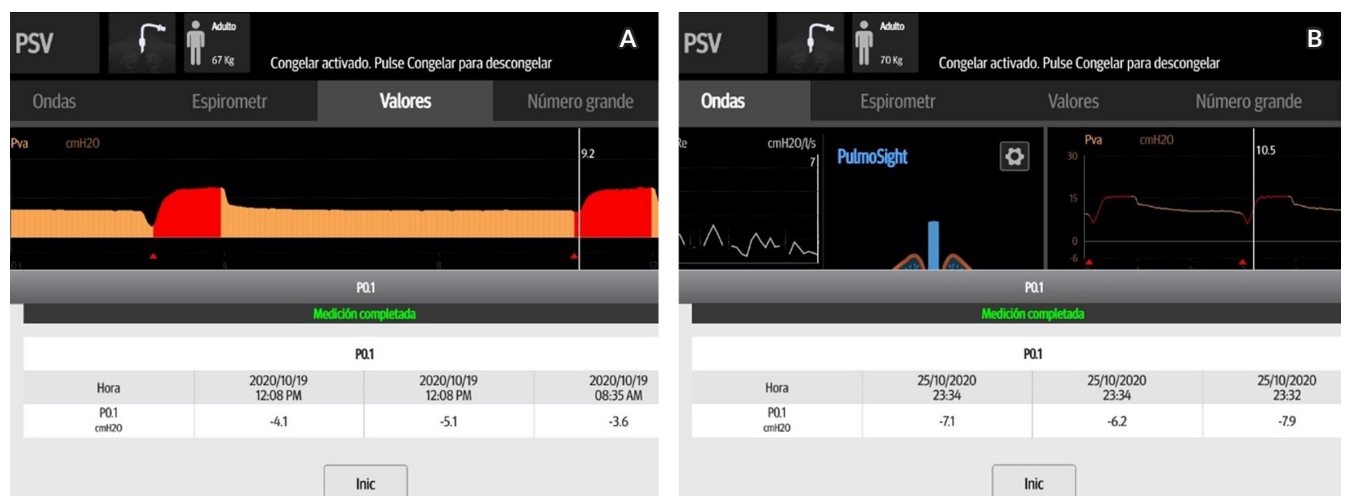 PSV
Adulto
67 Kg
A
Congelar activado. Pulse Congelar para descongelar
Ondas Espirometr Valores Número grande
Pva cmH2O
9.2
8
P0.1
Medición completada
P0.1
Hora 2020/10/19 2020/10/19 2020/10/19
12:08 PM 12:08 PM 08:35 AM
P0.1 -4.1 -5.1 -3.6
cmH2O
Inic
PSV
Adulto
70 Kg
B
Congelar activado. Pulse Congelar para descongelar
Ondas Espirometr Valores Número grande
cmH2O/l/s
7
PulmoSight
Pva cmH2O
30
10.5
15
0
-6
P0.1
Medición completada
P0.1
Hora 25/10/2020 25/10/2020 25/10/2020
23:34 23:34 23:32
P0.1 -7.1 -6.2 -7.9
cmH2O
Inic